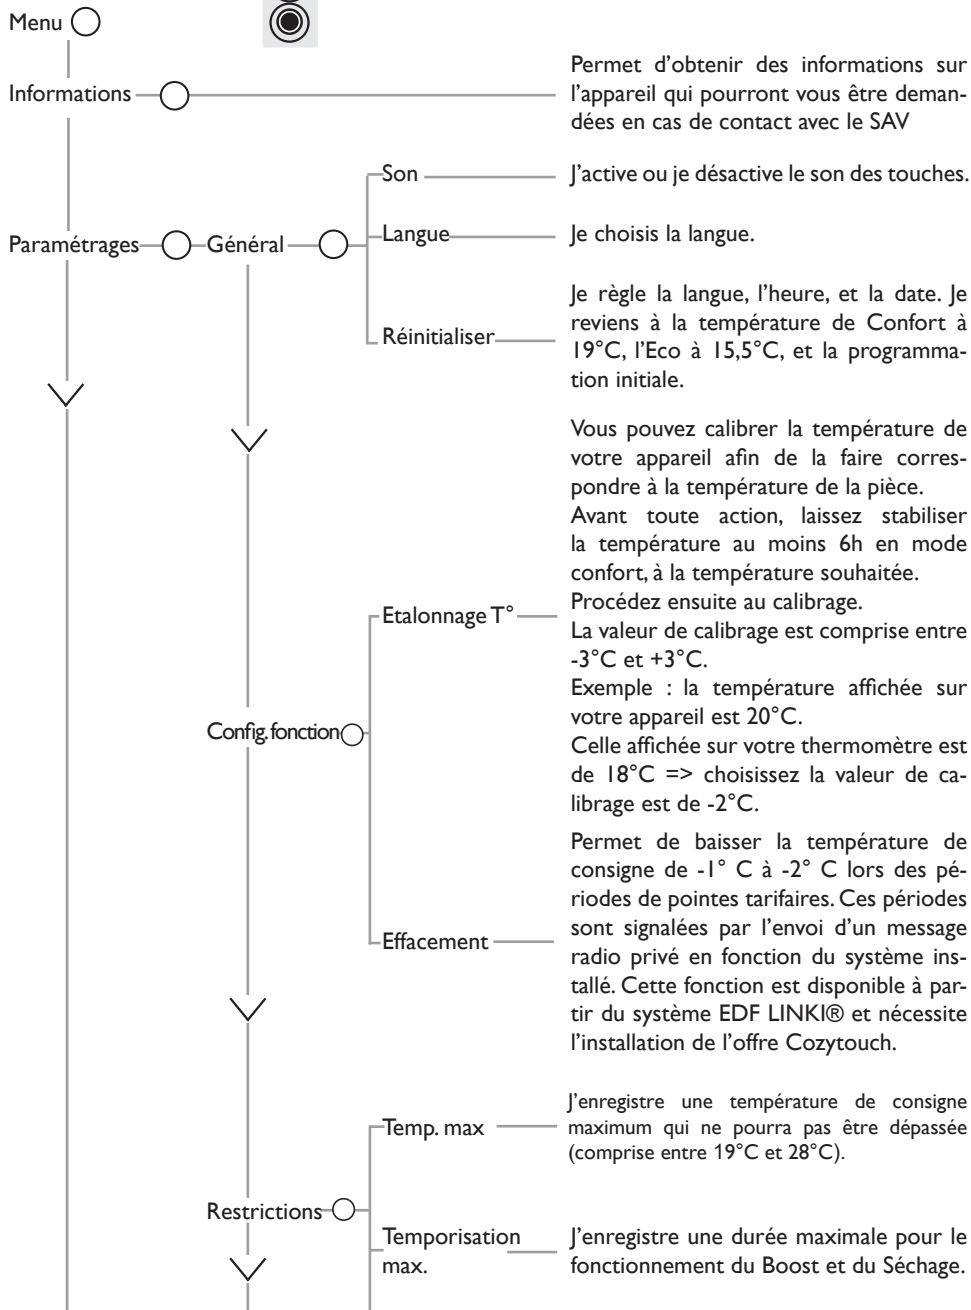 Menu
Informations
Permet d'obtenir des informations sur
l'appareil qui pourront vous être deman-
dées en cas de contact avec le SAV
Son
J'active ou je désactive le son des touches.
Paramétrages
Général
Langue
Je choisis la langue.
Réinitialiser
Je règle la langue, l'heure, et la date. Je
reviens à la température de Confort à
19°C, l'Eco à 15,5°C, et la programma-
tion initiale.
Config. fonction
Etalonnage T°
Vous pouvez calibrer la température de
votre appareil afin de la faire corres-
pondre à la température de la pièce.
Avant toute action, laissez stabiliser
la température au moins 6h en mode
confort, à la température souhaitée.
Procédez ensuite au calibrage.
La valeur de calibrage est comprise entre
-3°C et +3°C.
Exemple : la température affichée sur
votre appareil est 20°C.
Celle affichée sur votre thermomètre est
de 18°C => choisissez la valeur de ca-
librage est de -2°C.
Effacement
Permet de baisser la température de
consigne de -1° C à -2° C lors des pé-
riodes de pointes tarifaires. Ces périodes
sont signalées par l'envoi d'un message
radio privé en fonction du système ins-
tallé. Cette fonction est disponible à par-
tir du système EDF LINKI® et nécessite
l'installation de l'offre Cozytouch.
Restrictions
Temp. max
J'enregistre une température de consigne
maximum qui ne pourra pas être dépassée
(comprise entre 19°C et 28°C).
Temporisation
max.
J'enregistre une durée maximale pour le
fonctionnement du Boost et du Séchage.